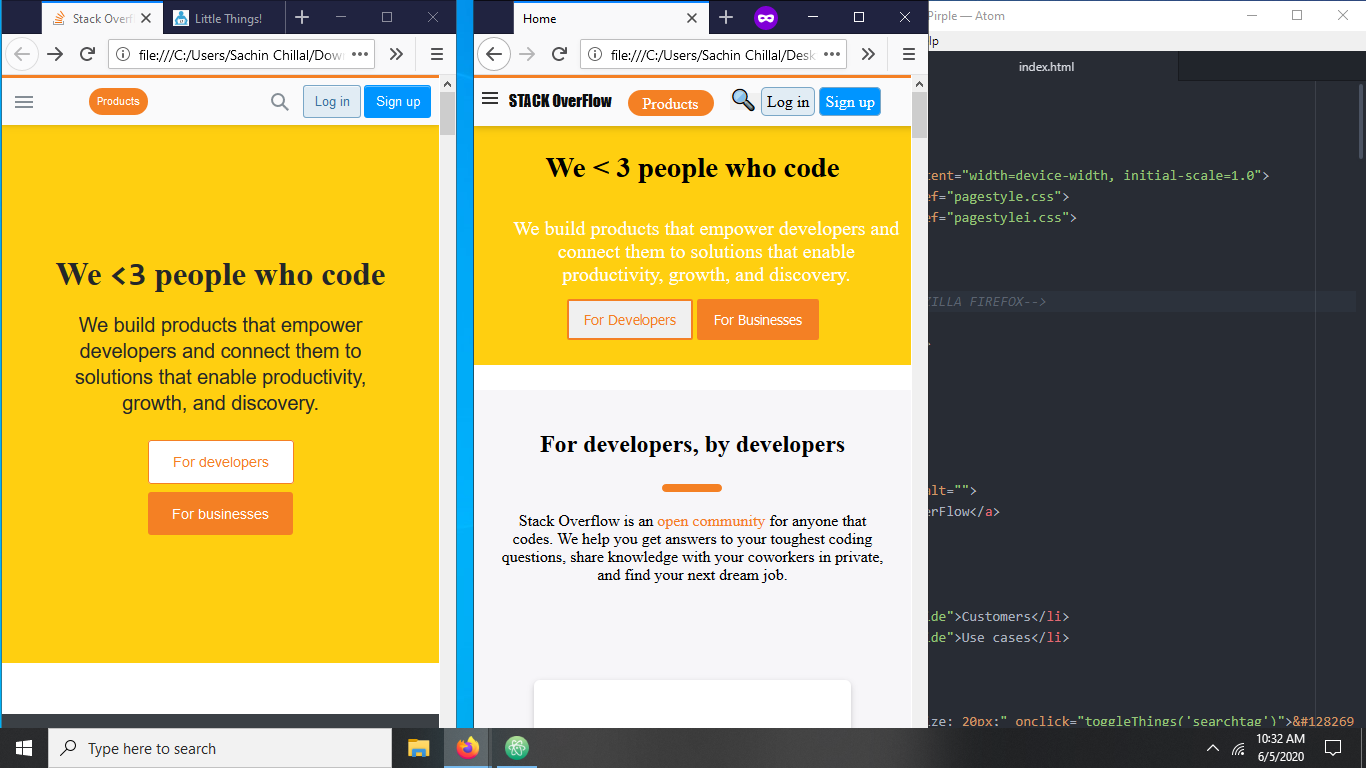 Stack Overf
Little Things!
file:///C:/Users/Sachin Chillal/Dow
Products
Log in
Sign up
We <3 people who code
We build products that empower
developers and connect them to
solutions that enable productivity,
growth, and discovery.
For developers
For businesses
Home
file:///C:/Users/Sachin Chillal/Desk
STACK OverFlow
Products
Log in
Sign up
We < 3 people who code
We build products that empower developers and
connect them to solutions that enable
productivity, growth, and discovery.
For Developers
For Businesses
For developers, by developers
Stack Overflow is an open community for anyone that
codes. We help you get answers to your toughest coding
questions, share knowledge with your coworkers in private,
and find your next dream job.
Pirple — Atom
lp
index.html
tent="width=device-width, initial-scale=1.0">
ef="pagestyle.css">
ef="pagestylei.css">
ZILLA FIREFOX-->
alt="">
erFlow</a>
ide">Customers</li>
ide">Use cases</li>
ize: 20px:" onclick="toggleThings('searchtag')">&#128269
Type here to search
10:32 AM
6/5/2020